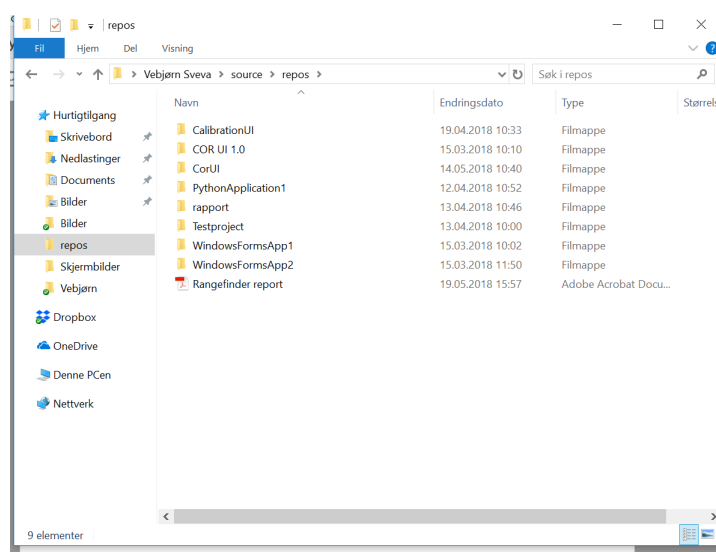 repos
Fil Hjem Del Visning
Vebjørn Sveva > source > repos > Søk i repos
Navn Endringsdato Type Størrels
Hurtigtilgang
Skrivebord
Nedlastinger
Documents
Bilder
Bilder
repos
Skjermbilder
Vebjørn
Dropbox
OneDrive
Denne PCen
Nettverk
CalibrationUI 19.04.2018 10:33 Filmappe
COR UI 1.0 15.03.2018 10:10 Filmappe
CorUI 14.05.2018 10:40 Filmappe
PythonApplication1 12.04.2018 10:52 Filmappe
rapport 13.04.2018 10:46 Filmappe
Testproject 13.04.2018 10:00 Filmappe
WindowsFormsApp1 15.03.2018 10:02 Filmappe
WindowsFormsApp2 15.03.2018 11:50 Filmappe
Rangefinder report 19.05.2018 15:57 Adobe Acrobat Docu...
9 elementer